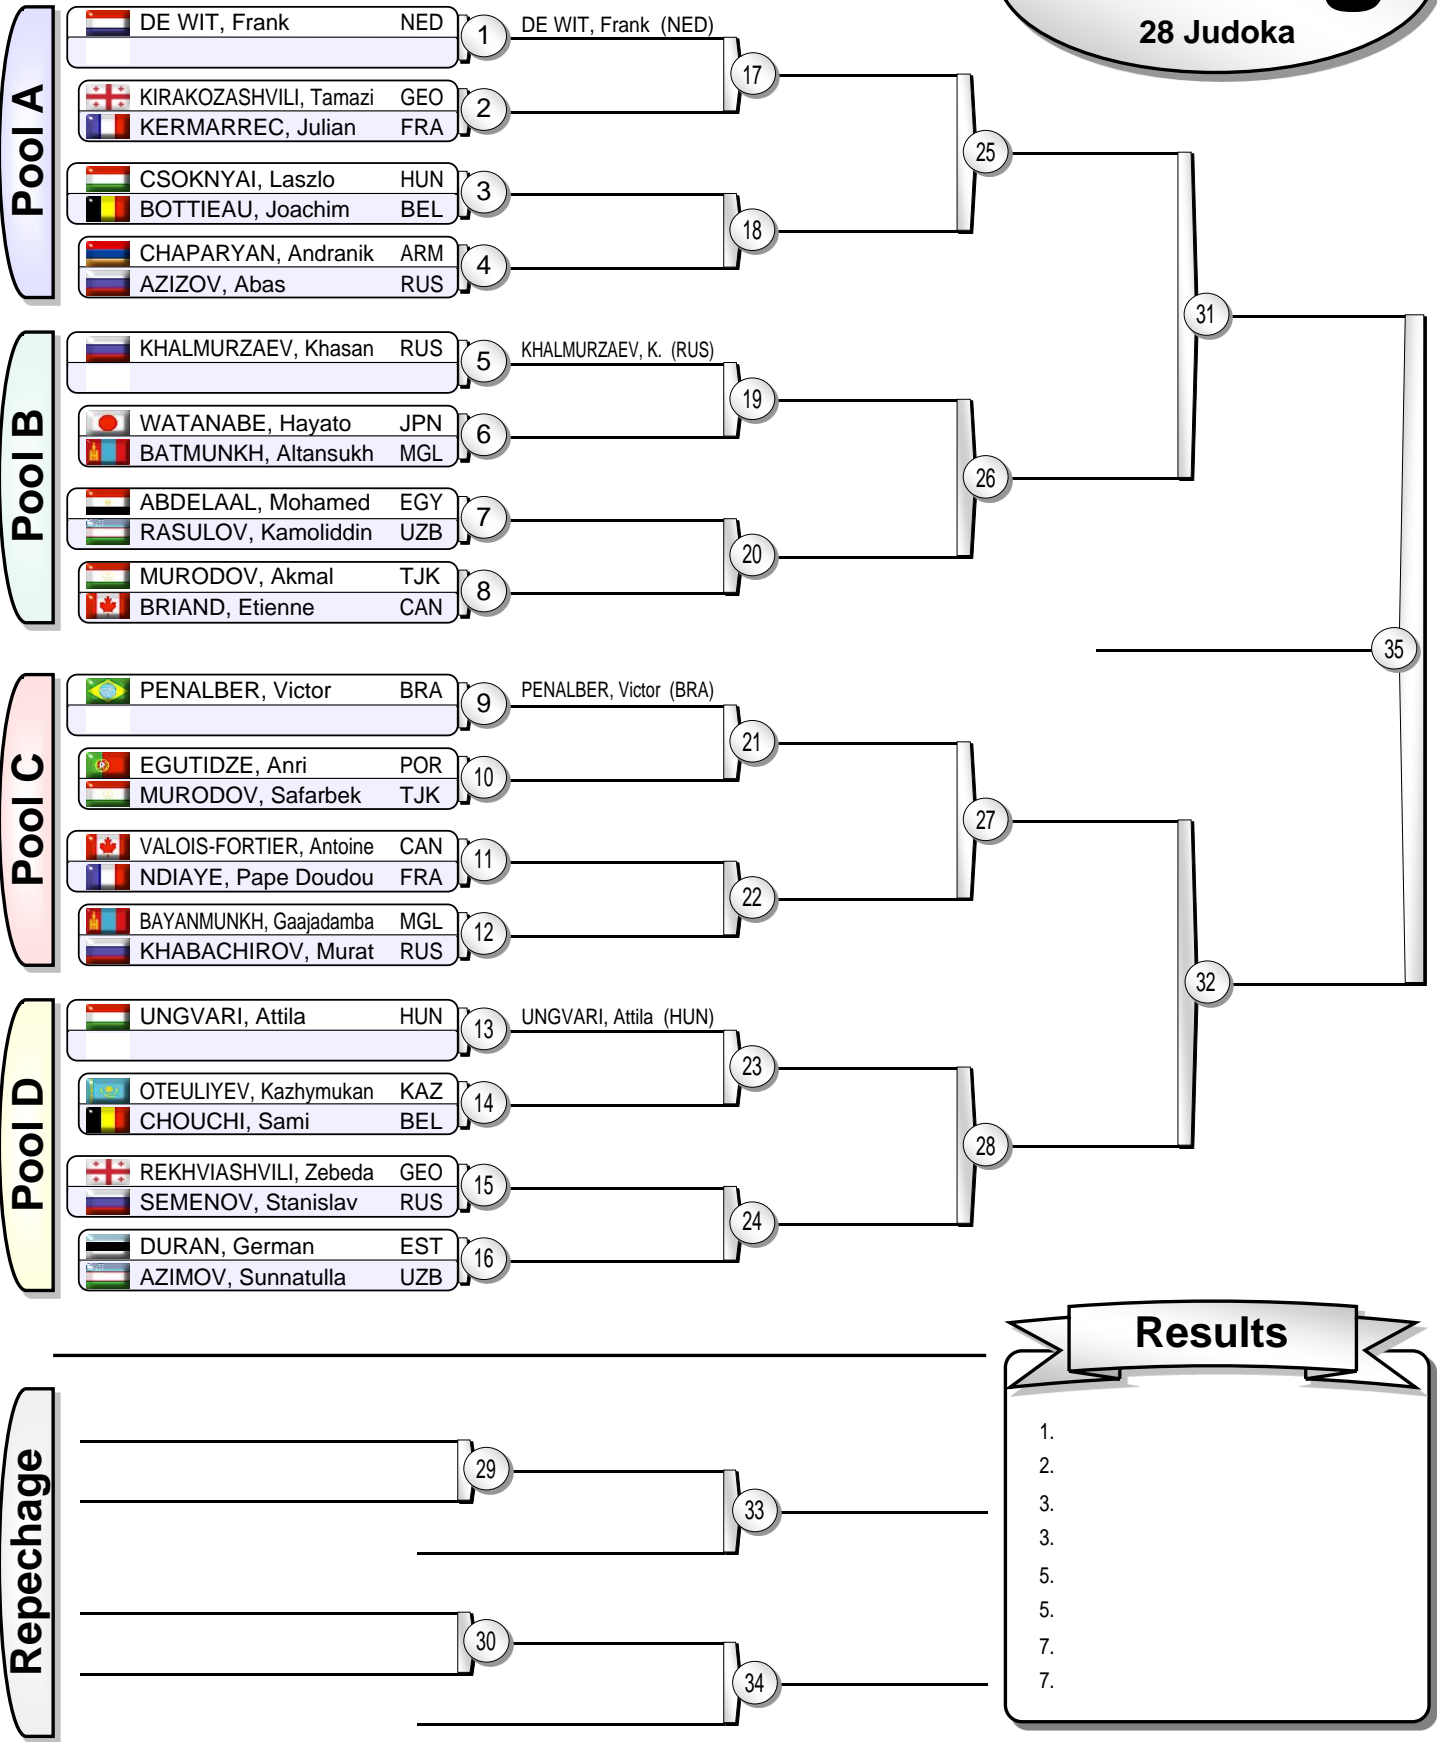 28 Judoka
Pool A
DE WIT, Frank NED
1
DE WIT, Frank (NED)
17
KIRAKOZASHVILI, Tamazi GEO
2
KERMARREC, Julian FRA
25
CSOKNYAI, Laszlo HUN
3
BOTTIEAU, Joachim BEL
18
CHAPARYAN, Andranik ARM
4
AZIZOV, Abas RUS
31
Pool B
KHALMURZAEV, Khasan RUS
5
KHALMURZAEV, K. (RUS)
19
WATANABE, Hayato JPN
6
BATMUNKH, Altansukh MGL
26
ABDELAAL, Mohamed EGY
7
RASULOV, Kamoliddin UZB
20
MURODOV, Akmal TJK
8
BRIAND, Etienne CAN
35
Pool C
PENALBER, Victor BRA
9
PENALBER, Victor (BRA)
21
EGUTIDZE, Anri POR
10
MURODOV, Safarbek TJK
27
VALOIS-FORTIER, Antoine CAN
11
NDIAYE, Pape Doudou FRA
22
BAYANMUNKH, Gaajadamba MGL
12
KHABACHIROV, Murat RUS
32
Pool D
UNGVARI, Attila HUN
13
UNGVARI, Attila (HUN)
23
OTEULIYEV, Kazhymukan KAZ
14
CHOUCHI, Sami BEL
28
REKHVIASHVILI, Zebeda GEO
15
SEMENOV, Stanislav RUS
24
DURAN, German EST
16
AZIMOV, Sunnatulla UZB
Repechage
29
33
30
34
Results
1.
2.
3.
3.
5.
5.
7.
7.